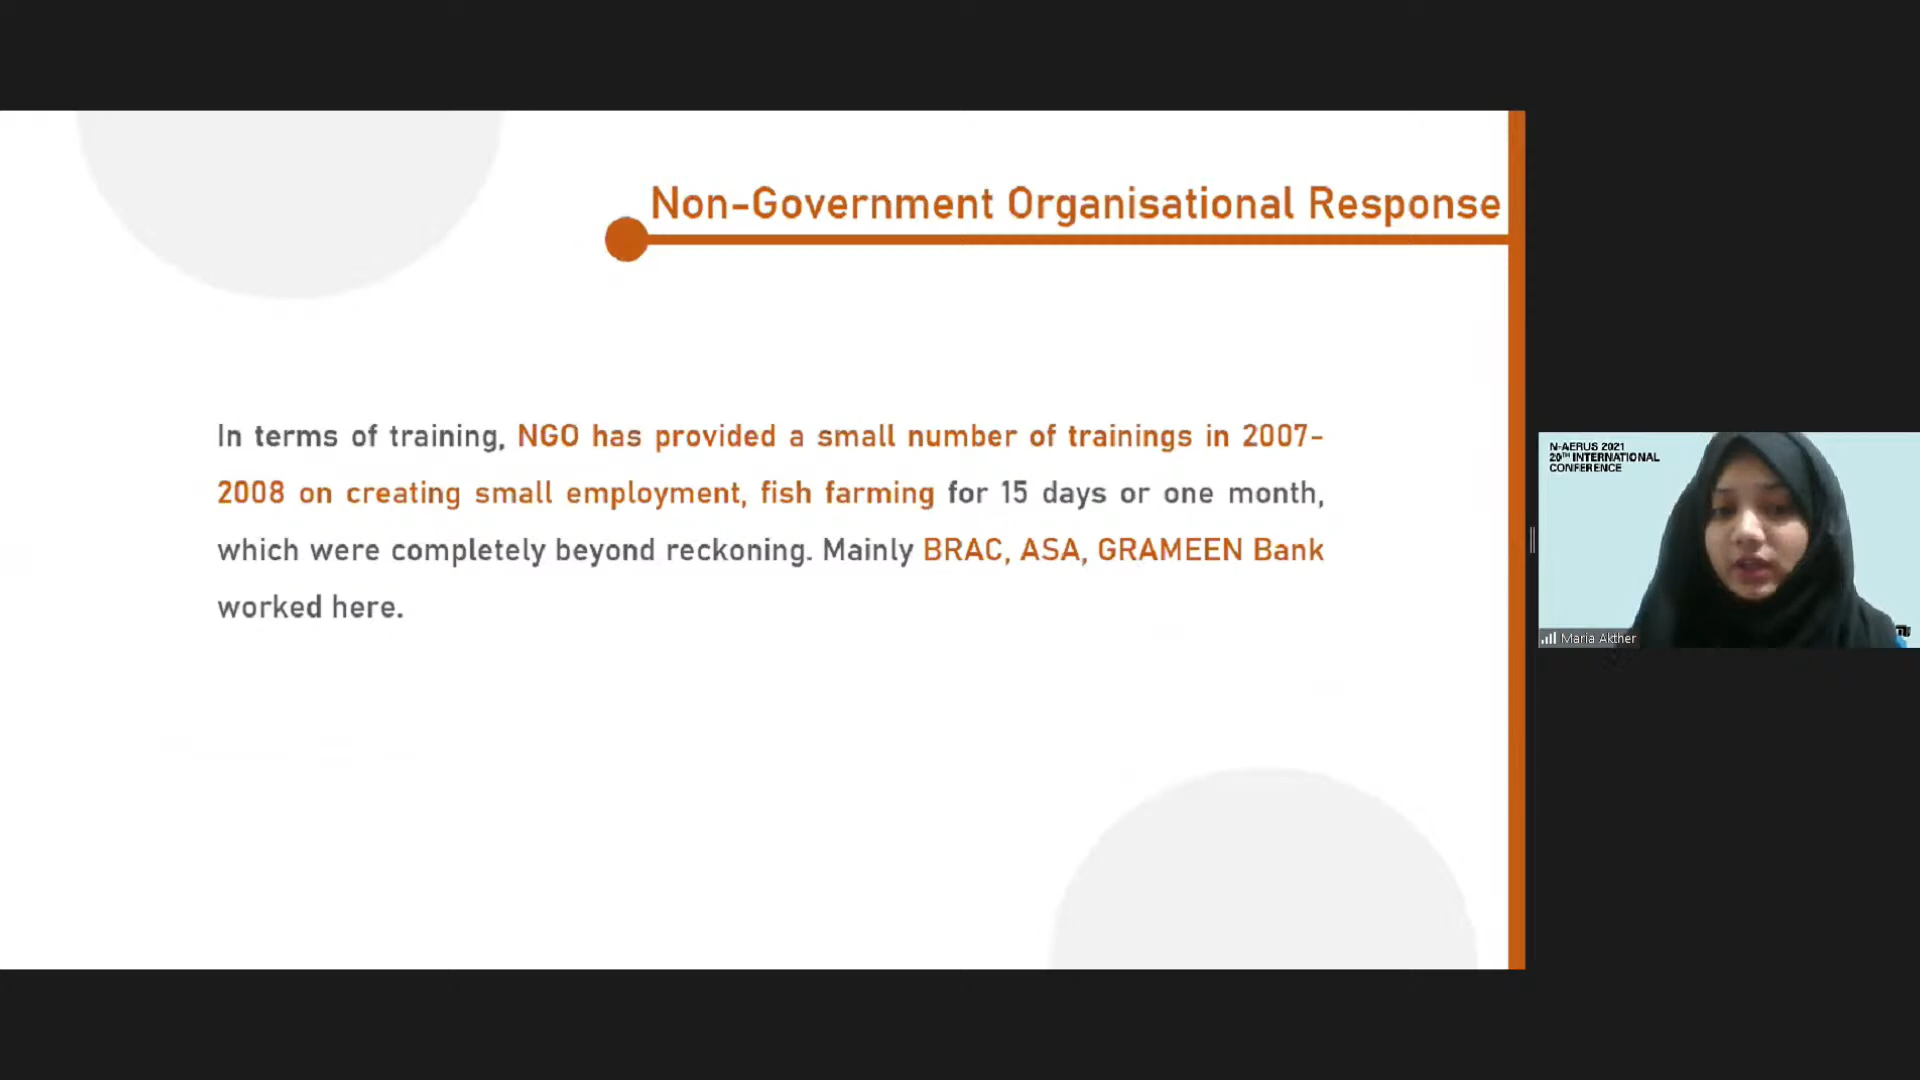 Non-Government Organisational Response
In terms of training, NGO has provided a small number of trainings in 2007-
2008 on creating small employment, fish farming for 15 days or one month,
which were completely beyond reckoning. Mainly BRAC, ASA, GRAMEEN Bank
worked here.
N-AERUS 2021
20TH INTERNATIONAL
CONFERENCE
Maria Akther